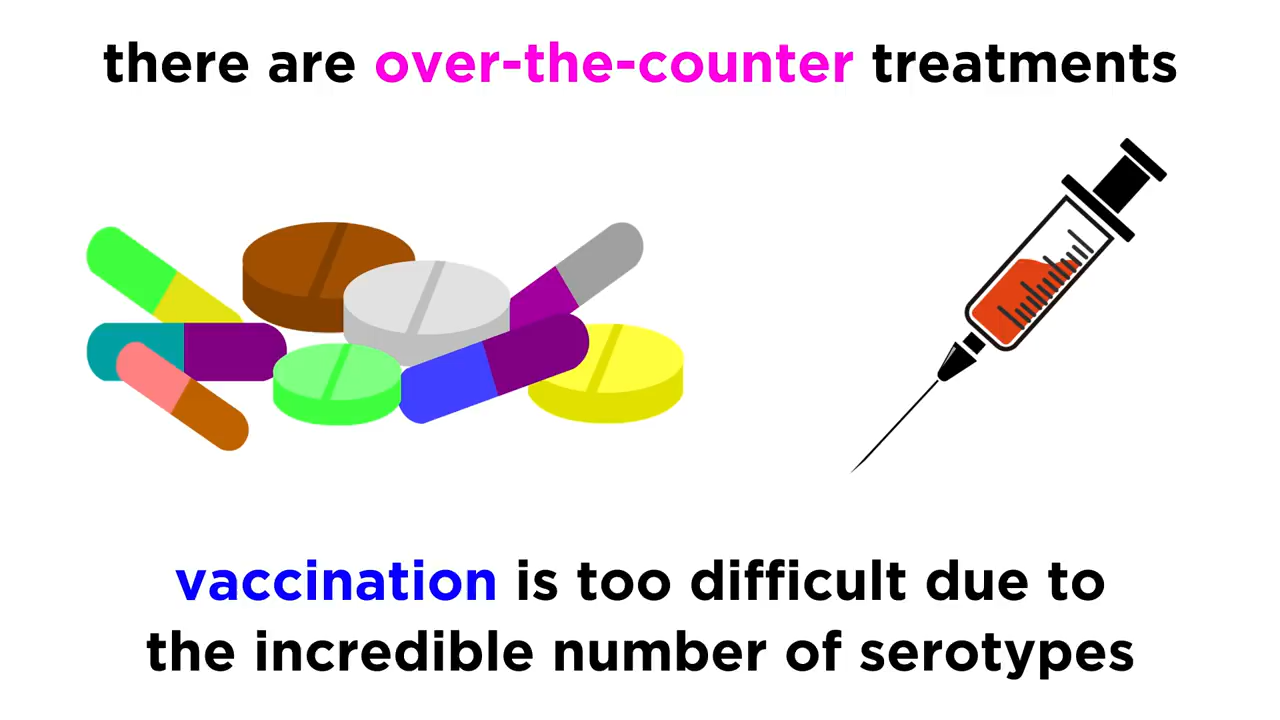 there are over-the-counter treatments
vaccination is too difficult due to
the incredible number of serotypes